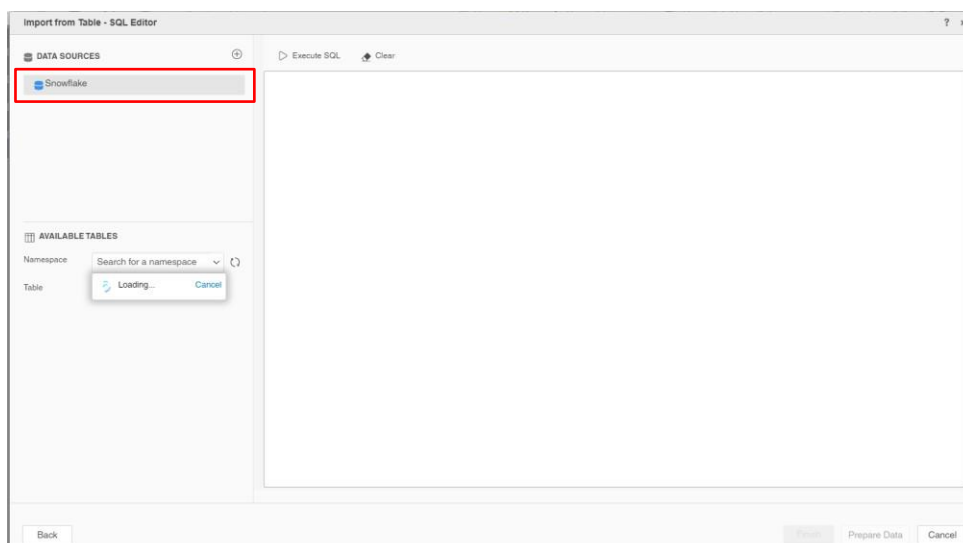 Import from Table - SQL Editor
?
DATA SOURCES
Execute SQL
Clear
Snowflake
AVAILABLE TABLES
Namespace
Search for a namespace
Table
Loading...
Cancel
Back
Finish
Prepare Data
Cancel